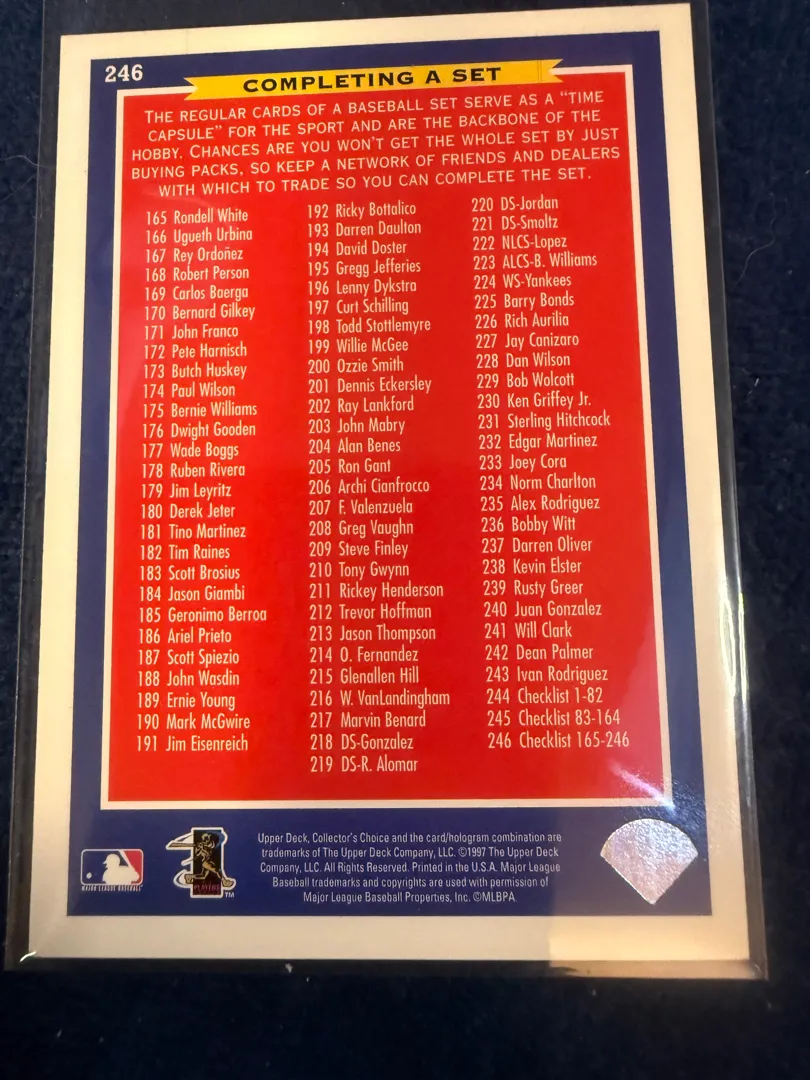 246
COMPLETING A SET
THE REGULAR CARDS OF A BASEBALL SET SERVE AS A "TIME
CAPSULE" FOR THE SPORT AND ARE THE BACKBONE OF THE
HOBBY. CHANCES ARE YOU WON'T GET THE WHOLE SET BY JUST
BUYING PACKS, SO KEEP A NETWORK OF FRIENDS AND DEALERS
WITH WHICH TO TRADE SO YOU CAN COMPLETE THE SET.
165 Rondell White
166 Ugueth Urbina
167 Rey Ordoñez
168 Robert Person
169 Carlos Baerga
170 Bernard Gilkey
171 John Franco
172 Pete Harnisch
173 Butch Huskey
174 Paul Wilson
175 Bernie Williams
176 Dwight Gooden
177 Wade Boggs
178 Ruben Rivera
179 Jim Leyritz
180 Derek Jeter
181 Tino Martinez
182 Tim Raines
183 Scott Brosius
184 Jason Giambi
185 Geronimo Berroa
186 Ariel Prieto
187 Scott Spiezio
188 John Wasdin
189 Ernie Young
190 Mark McGwire
191 Jim Eisenreich
192 Ricky Bottalico
193 Darren Daulton
194 David Doster
195 Gregg Jefferies
196 Lenny Dykstra
197 Curt Schilling
198 Todd Stottlemyre
199 Willie McGee
200 Ozzie Smith
201 Dennis Eckersley
202 Ray Lankford
203 John Mabry
204 Alan Benes
205 Ron Gant
206 Archi Cianfrocco
207 F. Valenzuela
208 Greg Vaughn
209 Steve Finley
210 Tony Gwynn
211 Rickey Henderson
212 Trevor Hoffman
213 Jason Thompson
214 O. Fernandez
215 Glenallen Hill
216 W. VanLandingham
217 Marvin Benard
218 DS-Gonzalez
219 DS-R. Alomar
220 DS-Jordan
221 DS-Smoltz
222 NLCS-Lopez
223 ALCS-B. Williams
224 WS-Yankees
225 Barry Bonds
226 Rich Aurilia
227 Jay Canizaro
228 Dan Wilson
229 Bob Wolcott
230 Ken Griffey Jr.
231 Sterling Hitchcock
232 Edgar Martinez
233 Joey Cora
234 Norm Charlton
235 Alex Rodriguez
236 Bobby Witt
237 Darren Oliver
238 Kevin Elster
239 Rusty Greer
240 Juan Gonzalez
241 Will Clark
242 Dean Palmer
243 Ivan Rodriguez
244 Checklist 1-82
245 Checklist 83-164
246 Checklist 165-246
MAJOR LEAGUE BASEBALL
PLAYERS
TM
Upper Deck, Collector's Choice and the card/hologram combination are
trademarks of The Upper Deck Company, LLC. ©1997 The Upper Deck
Company, LLC. All Rights Reserved. Printed in the U.S.A. Major League
Baseball trademarks and copyrights are used with permission of
Major League Baseball Properties, Inc. ©MLBPA.